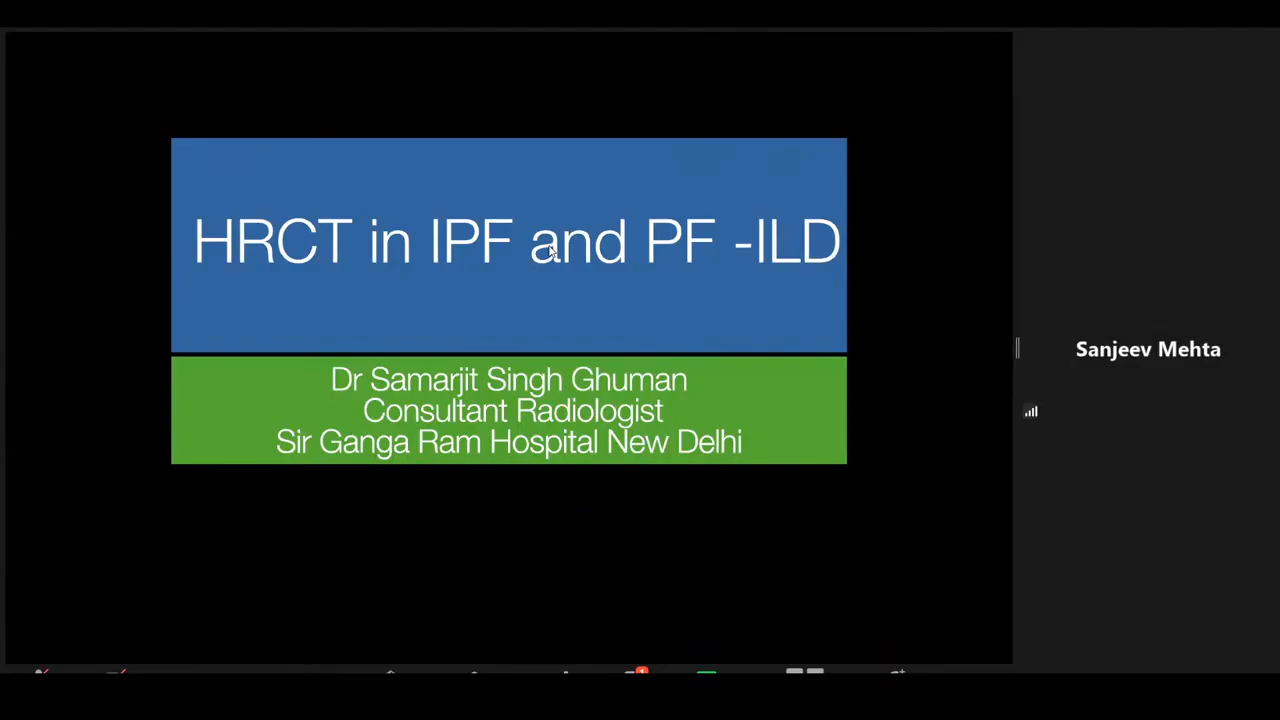 HRCT in IPF and PF -ILD
Dr Samarjit Singh Ghuman
Consultant Radiologist
Sir Ganga Ram Hospital New Delhi
Sanjeev Mehta